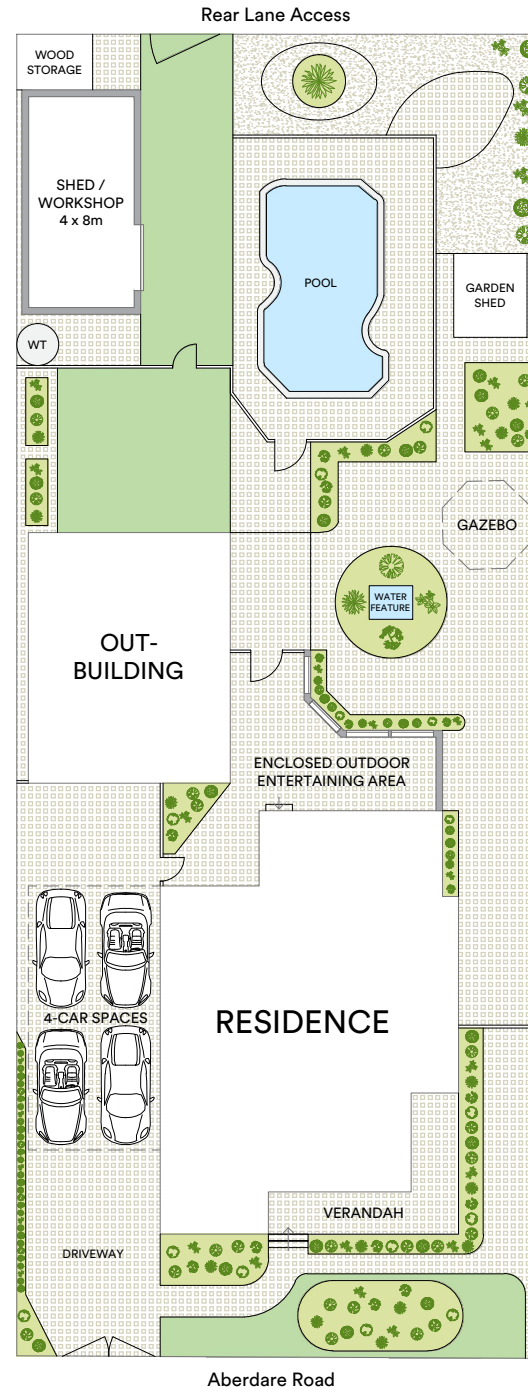 Rear Lane Access
WOOD
STORAGE
SHED /
WORKSHOP
4 x 8m
POOL
GARDEN
SHED
WT
GAZEBO
WATER
FEATURE
OUT-
BUILDING
ENCLOSED OUTDOOR
ENTERTAINING AREA
4-CAR SPACES
RESIDENCE
VERANDAH
DRIVEWAY
Aberdare Road